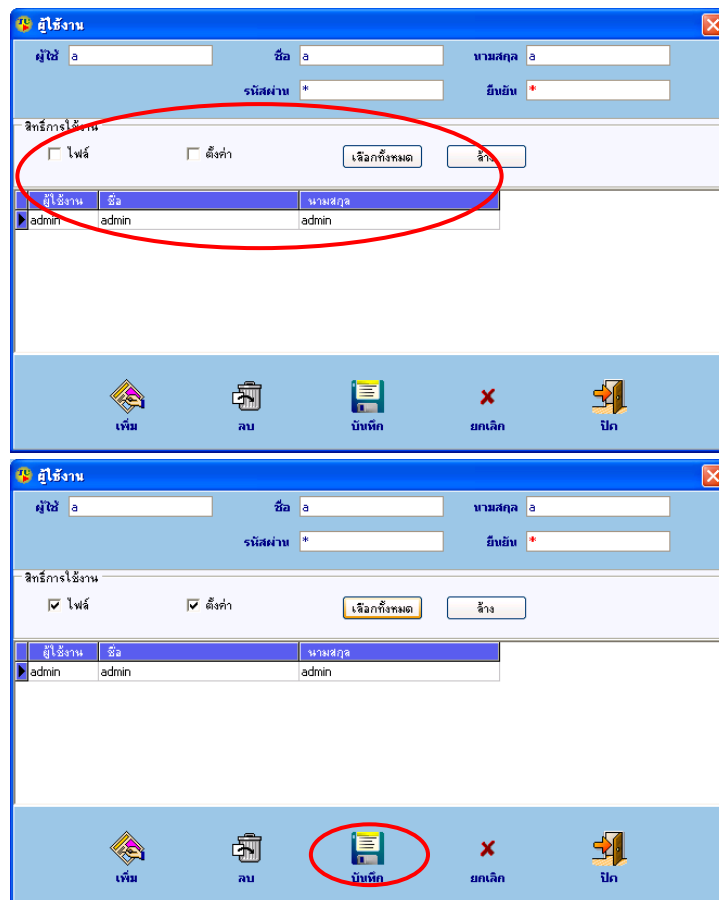 ผู้ใช้งาน
ผู้ใช้ a ชื่อ a นามสกุล a
รหัสผ่าน * ยืนยัน *
สิทธิ์การใช้งาน
ไฟล์ ตั้งค่า เลือกทั้งหมด ล้าง
ผู้ใช้งาน ชื่อ นามสกุล
admin admin admin
เพิ่ม ลบ บันทึก ยกเลิก ปิด
ผู้ใช้งาน
ผู้ใช้ a ชื่อ a นามสกุล a
รหัสผ่าน * ยืนยัน *
สิทธิ์การใช้งาน
ไฟล์ ตั้งค่า เลือกทั้งหมด ล้าง
ผู้ใช้งาน ชื่อ นามสกุล
admin admin admin
เพิ่ม ลบ บันทึก ยกเลิก ปิด